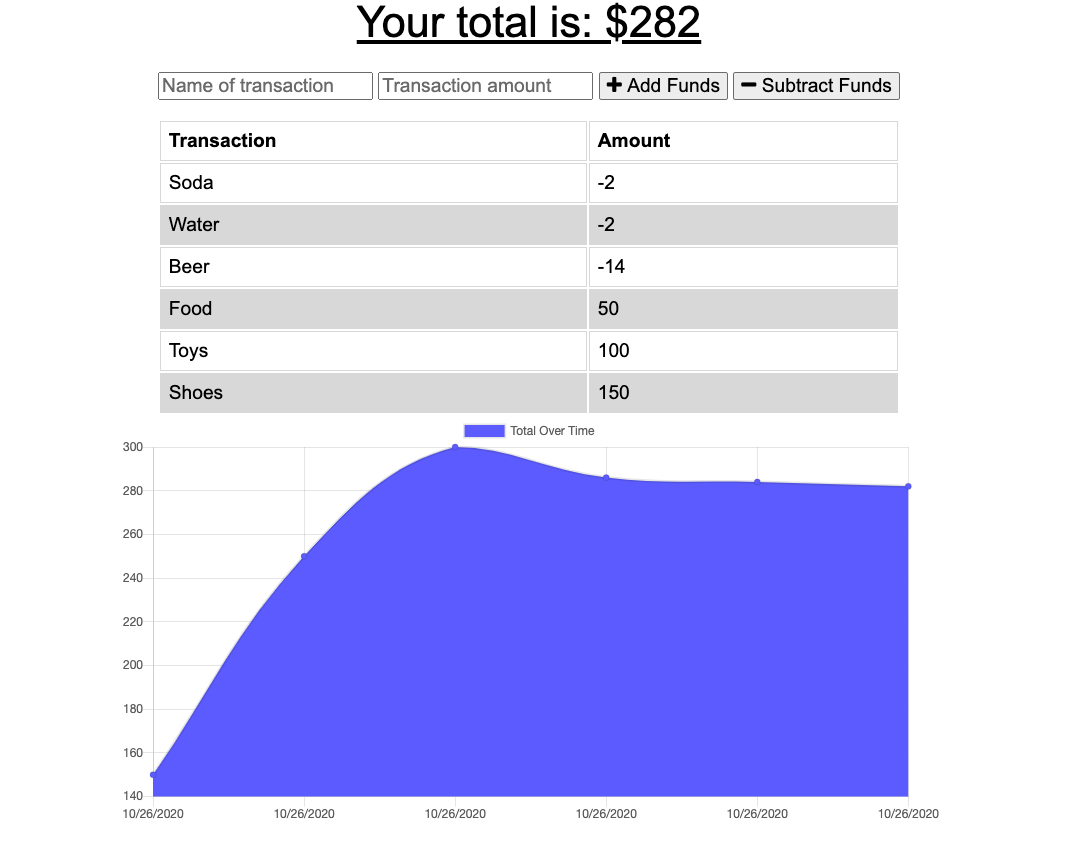 Your total is: $282
Name of transaction Transaction amount + Add Funds − Subtract Funds
Transaction Amount
Soda -2
Water -2
Beer -14
Food 50
Toys 100
Shoes 150
Total Over Time
300
280
260
240
220
200
180
160
140
10/26/2020 10/26/2020 10/26/2020 10/26/2020 10/26/2020 10/26/2020